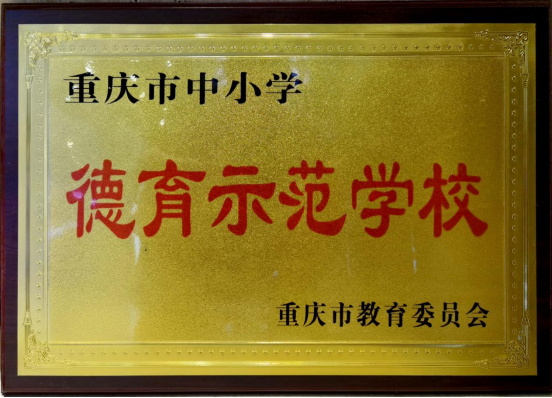 重庆市中小学
德育示范学校
重庆市教育委员会